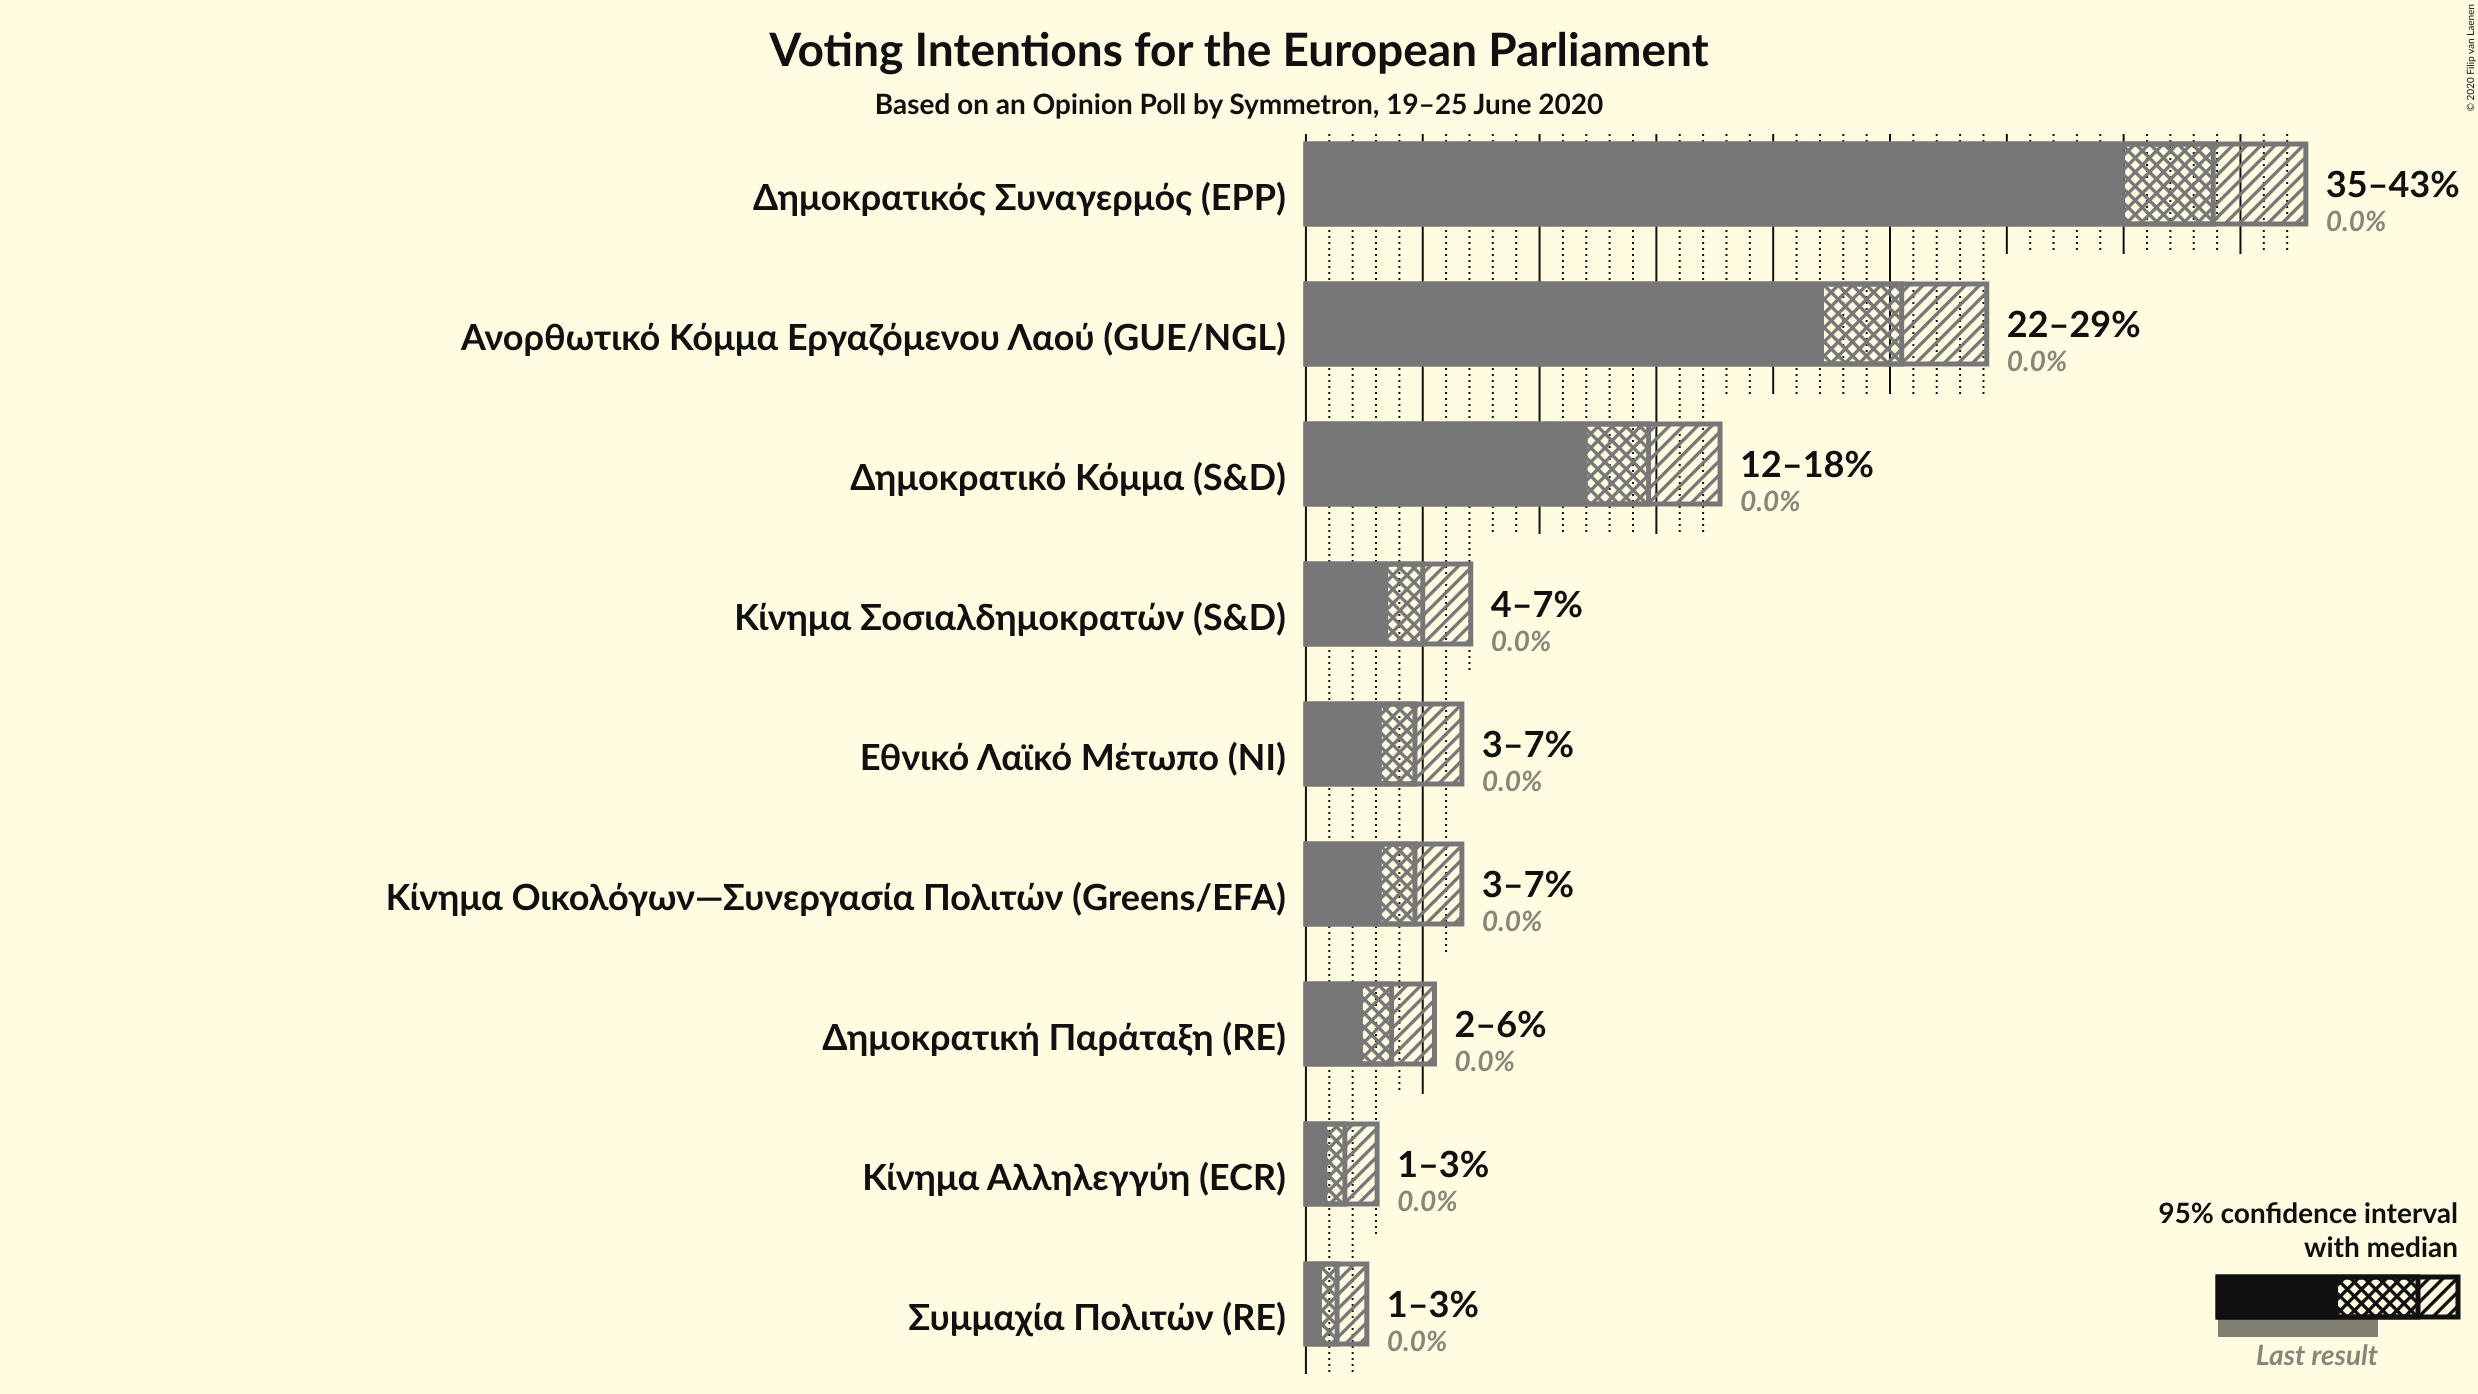 Voting Intentions for the European Parliament
Based on an Opinion Poll by Symmetron, 19–25 June 2020
© 2020 Filip van Laenen
Δημοκρατικός Συναγερμός (EPP)
35–43%
0.0%
Ανορθωτικό Κόμμα Εργαζόμενου Λαού (GUE/NGL)
22–29%
0.0%
Δημοκρατικό Κόμμα (S&D)
12–18%
0.0%
Κίνημα Σοσιαλδημοκρατών (S&D)
4–7%
0.0%
Εθνικό Λαϊκό Μέτωπο (NI)
3–7%
0.0%
Κίνημα Οικολόγων—Συνεργασία Πολιτών (Greens/EFA)
3–7%
0.0%
Δημοκρατική Παράταξη (RE)
2–6%
0.0%
Κίνημα Αλληλεγγύη (ECR)
1–3%
0.0%
Συμμαχία Πολιτών (RE)
1–3%
0.0%
95% confidence interval
with median
Last result